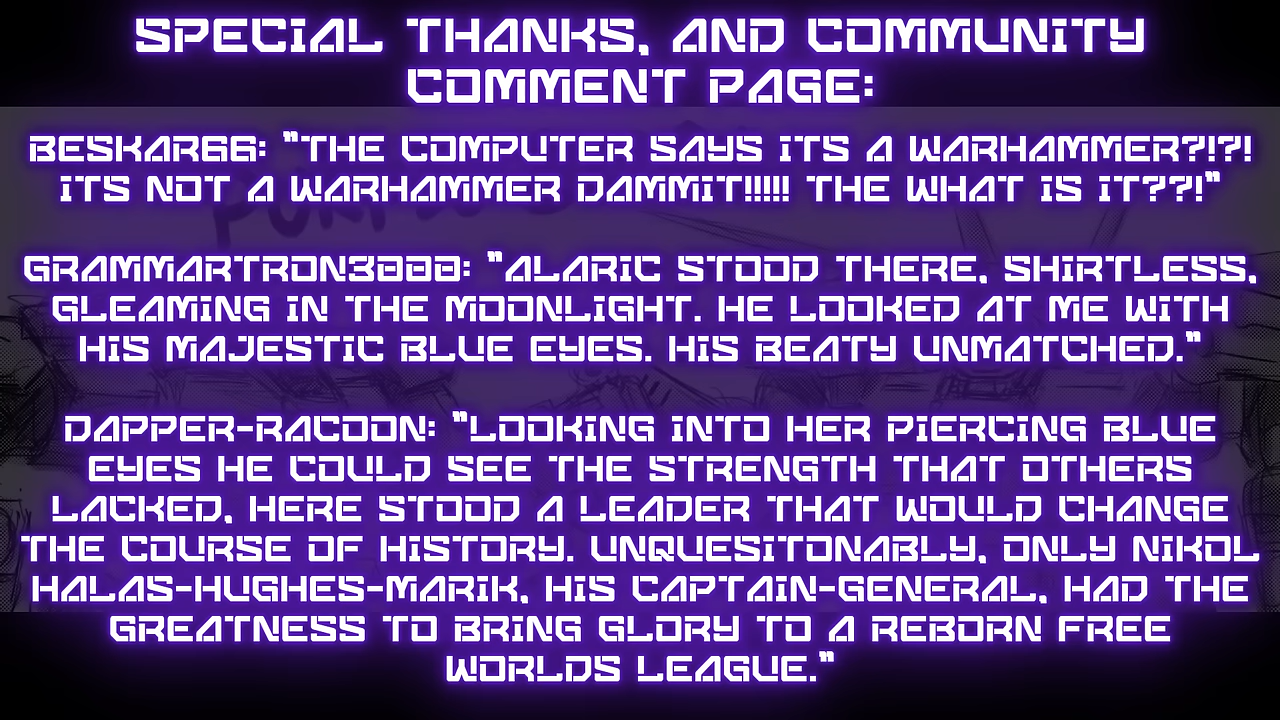 SPECIAL THANKS, AND COMMUNITY
COMMENT PAGE:
BESKAR66: "THE COMPUTER SAYS ITS A WARHAMMER?!?!
ITS NOT A WARHAMMER DAMMIT!!!!! THE WHAT IS IT??!"
GRAMMARTRON3000: "ALARIC STOOD THERE, SHIRTLESS,
GLEAMING IN THE MOONLIGHT. HE LOOKED AT ME WITH
HIS MAJESTIC BLUE EYES. HIS BEATY UNMATCHED."
DAPPER-RACOON: "LOOKING INTO HER PIERCING BLUE
EYES HE COULD SEE THE STRENGTH THAT OTHERS
LACKED, HERE STOOD A LEADER THAT WOULD CHANGE
THE COURSE OF HISTORY. UNQUESITONABLY, ONLY NIKOL
HALAS-HUGHES-MARIK, HIS CAPTAIN-GENERAL, HAD THE
GREATNESS TO BRING GLORY TO A REBORN FREE
WORLDS LEAGUE."